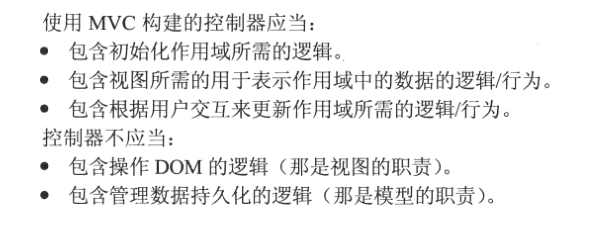 使用 MVC 构建的控制器应当：
● 包含初始化作用域所需的逻辑。
● 包含视图所需的用于表示作用域中的数据的逻辑/行为。
● 包含根据用户交互来更新作用域所需的逻辑/行为。
控制器不应当：
● 包含操作 DOM 的逻辑（那是视图的职责）。
● 包含管理数据持久化的逻辑（那是模型的职责）。